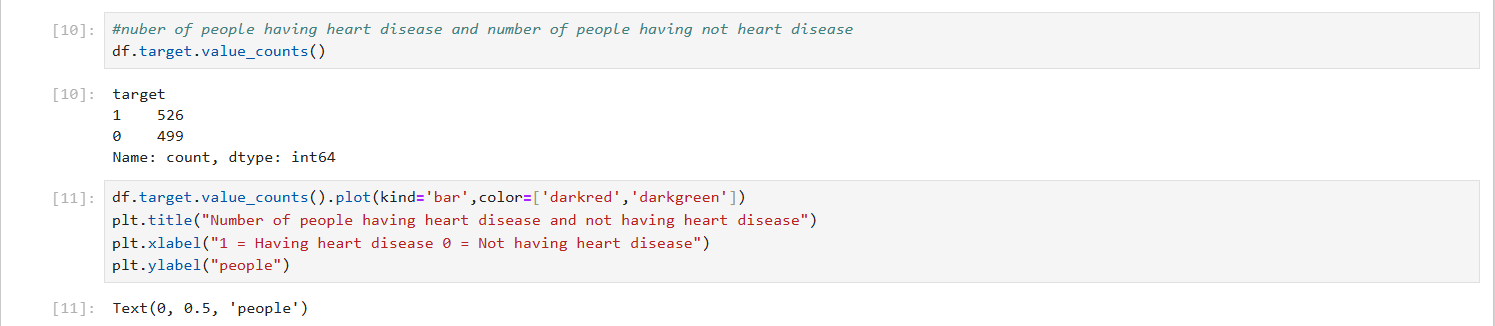 [10]: #nuber of people having heart disease and number of people having not heart disease
df.target.value_counts()
[10]: target
1    526
0    499
Name: count, dtype: int64
[11]: df.target.value_counts().plot(kind='bar',color=['darkred','darkgreen'])
plt.title("Number of people having heart disease and not having heart disease")
plt.xlabel("1 = Having heart disease 0 = Not having heart disease")
plt.ylabel("people")
[11]: Text(0, 0.5, 'people')